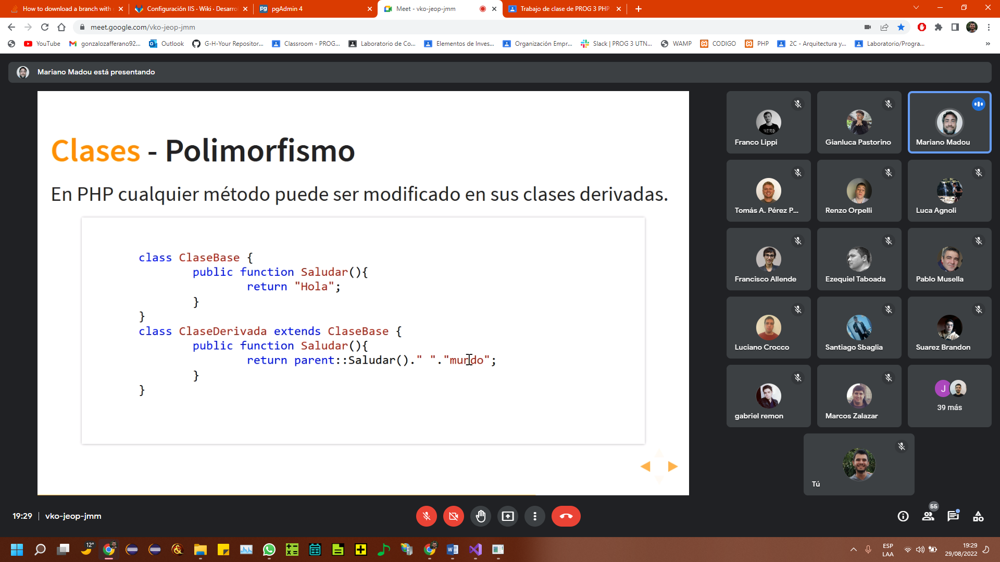 How to download a branch with
Configuración IIS · Wiki · Desarro
pgAdmin 4
Meet - vko-jeop-jmm
Trabajo de clase de PROG 3 PHP
meet.google.com/vko-jeop-jmm
YouTube
gonzalozafferano92...
Outlook
G-H-Your Repositor...
Classroom - PROG...
Laboratorio de Co...
Elementos de Inves...
Organización Empr...
Slack | PROG 3 UTN...
WAMP
CODIGO
PHP
2C - Arquitectura y...
Laboratorio/Progra...
Mariano Madou está presentando
Clases - Polimorfismo
En PHP cualquier método puede ser modificado en sus clases derivadas.
class ClaseBase {
public function Saludar(){
return "Hola";
}
}
class ClaseDerivada extends ClaseBase {
public function Saludar(){
return parent::Saludar()." "."mundo";
}
}
Franco Lippi
Gianluca Pastorino
Mariano Madou
Tomás A. Pérez P...
Renzo Orpelli
Luca Agnoli
Francisco Allende
Ezequiel Taboada
Pablo Musella
Luciano Crocco
Santiago Sbaglia
Suarez Brandon
gabriel remon
Marcos Zalazar
J
39 más
Tú
19:29 | vko-jeop-jmm
55
12°
ESP
LAA
19:29
29/08/2022